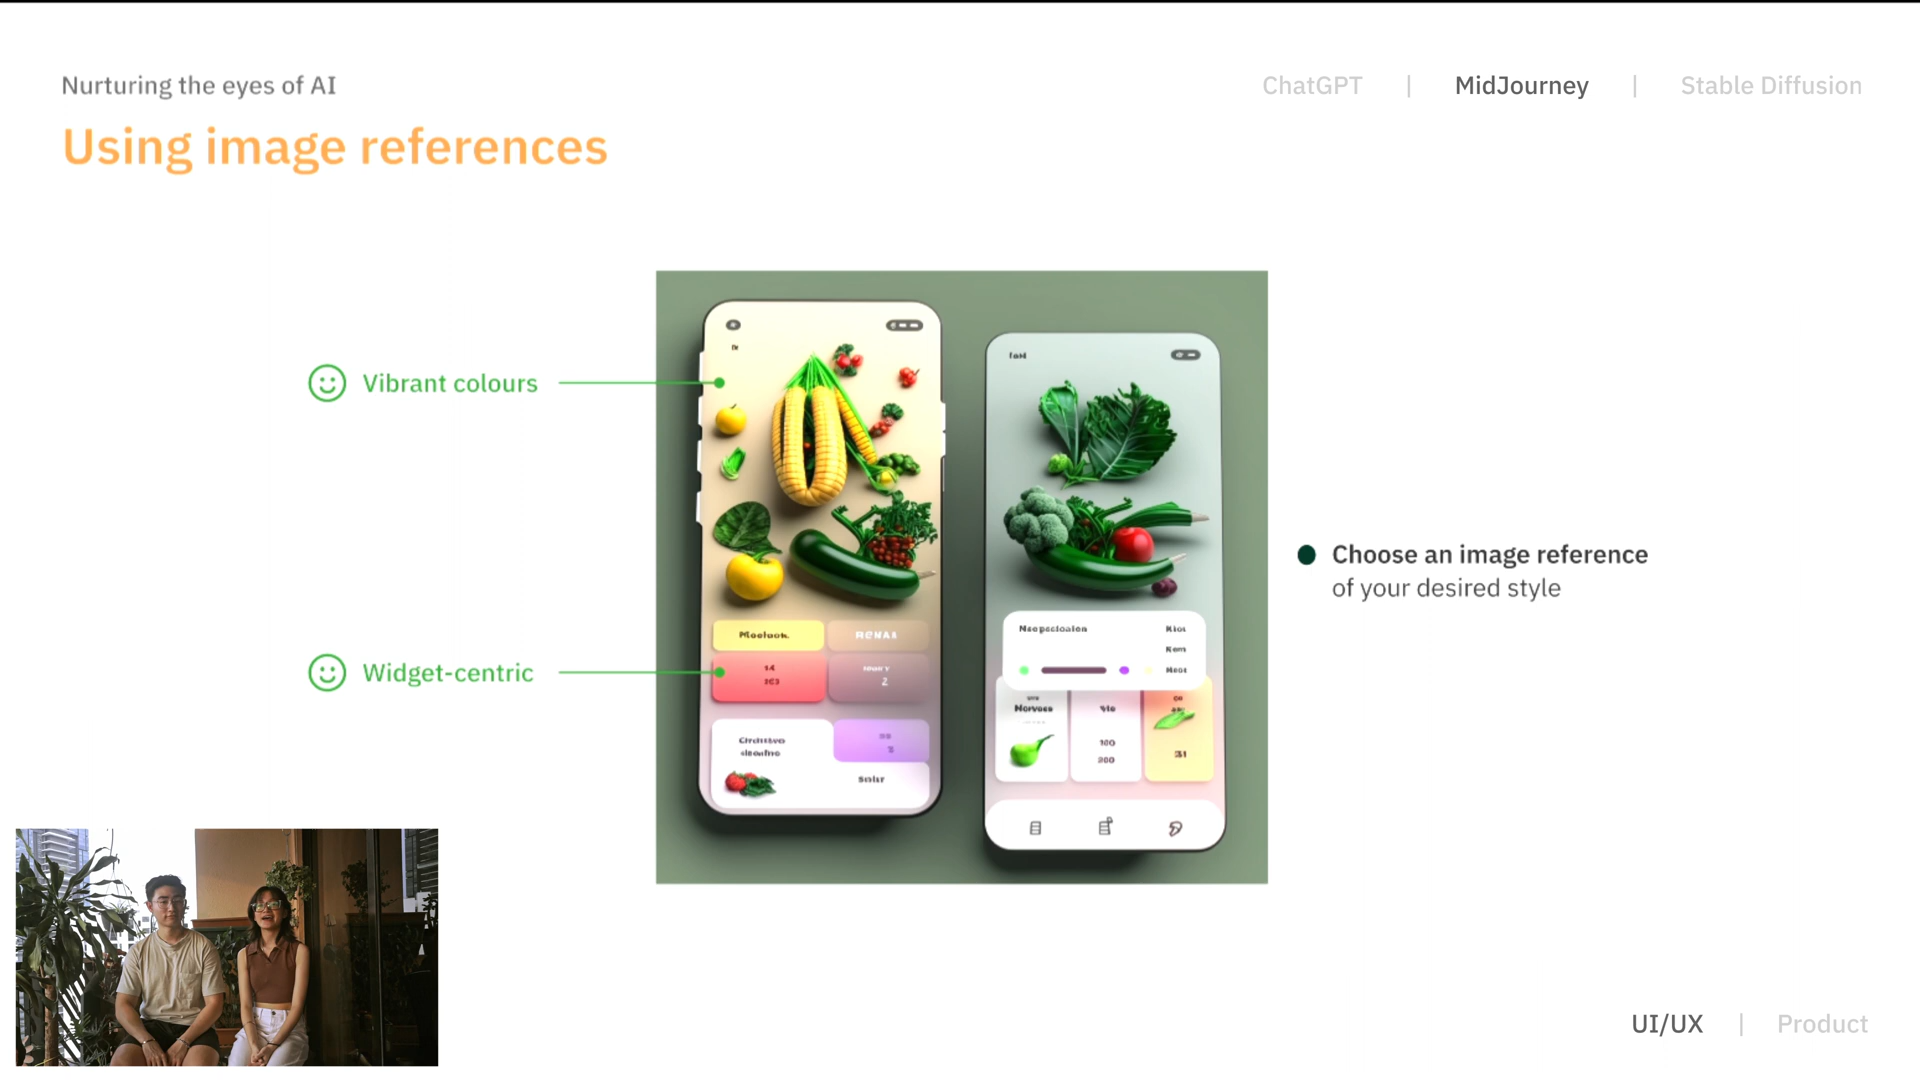 Nurturing the eyes of AI
ChatGPT | MidJourney | Stable Diffusion
Using image references
Vibrant colours
Widget-centric
Choose an image reference
of your desired style
UI/UX | Product